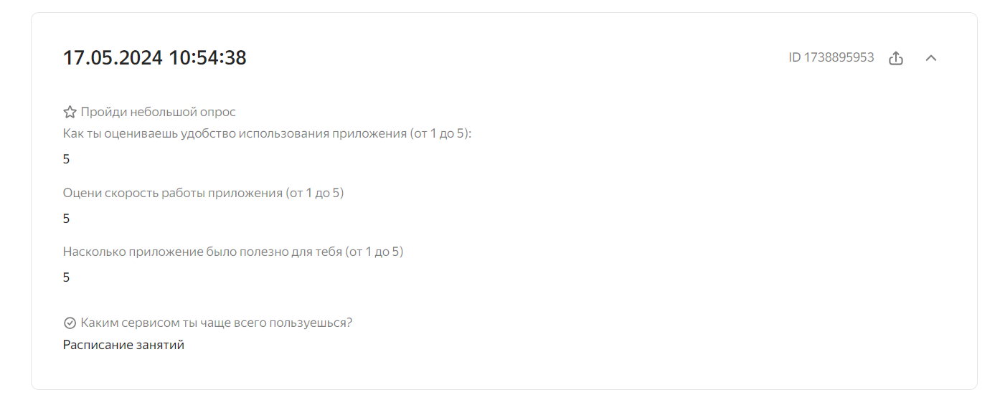 17.05.2024 10:54:38
ID 1738895953
Пройди небольшой опрос
Как ты оцениваешь удобство использования приложения (от 1 до 5):
5
Оцени скорость работы приложения (от 1 до 5)
5
Насколько приложение было полезно для тебя (от 1 до 5)
5
Каким сервисом ты чаще всего пользуешься?
Расписание занятий